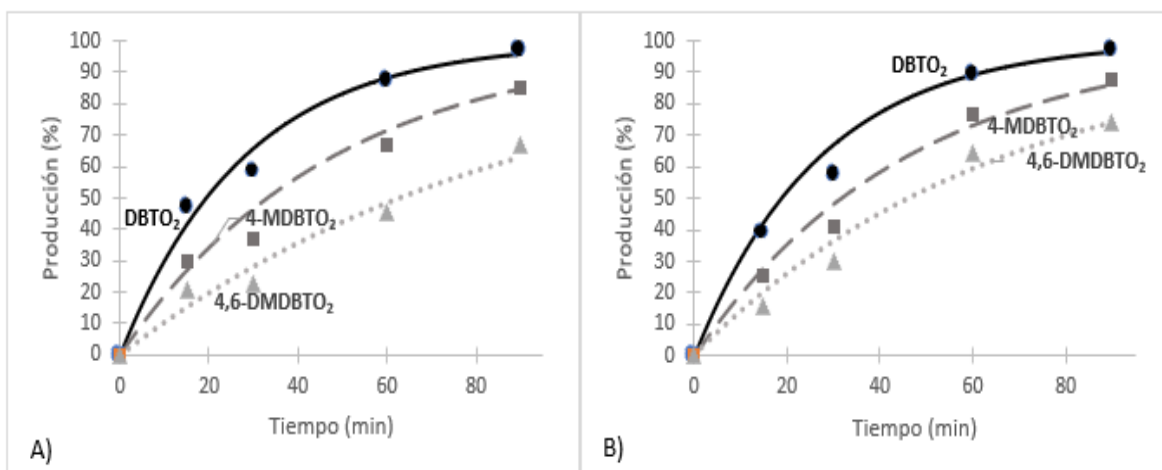 100
90
80
70
60
50
40
30
20
10
0
Producción (%)
DBTO₂
4-MDBTO₂
4,6-DMDBTO₂
0 20 40 60 80
Tiempo (min)
A)
100
90
80
70
60
50
40
30
20
10
0
Producción (%)
DBTO₂
4-MDBTO₂
4,6-DMDBTO₂
0 20 40 60 80
Tiempo (min)
B)